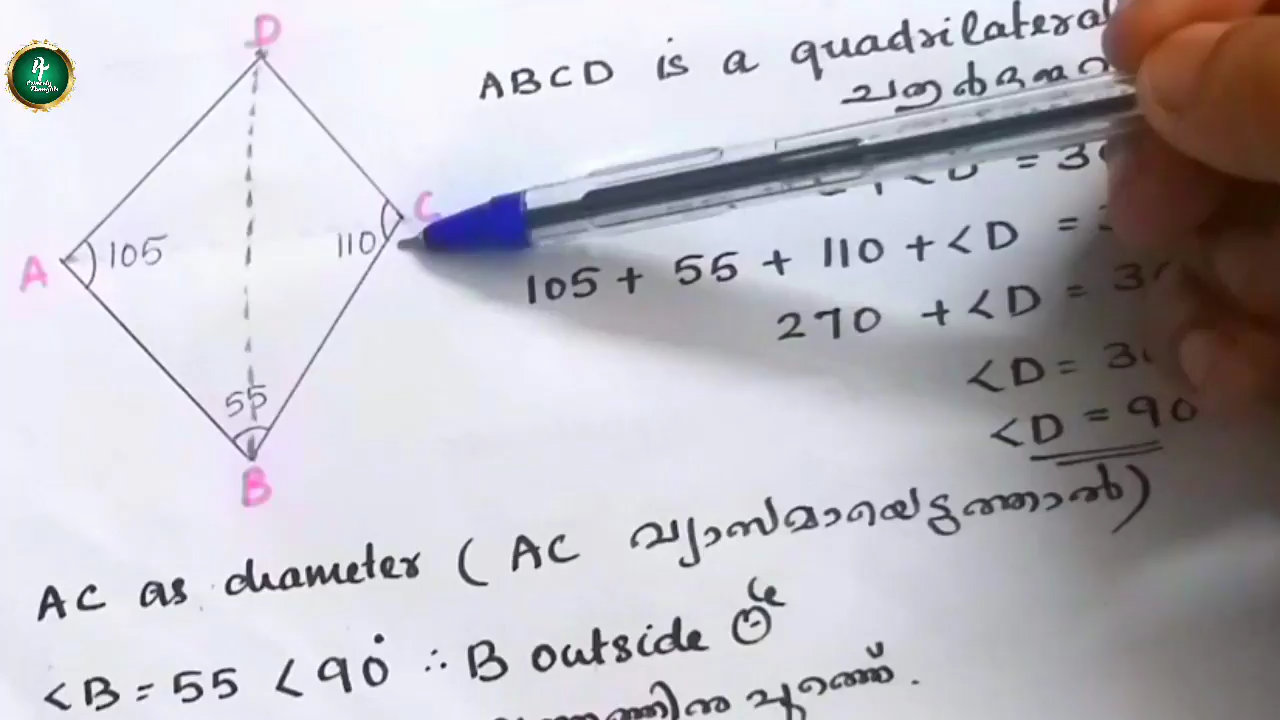 D
A 105
110 C
55
B
ABCD is a quadrilateral
105 + 55 + 110 + <D =
270 + <D =
<D =
<D = 90
AC as diameter (AC വ്യാസമായെടുത്താൽ)
<B = 55 < 90° ∴ B outside
പുറത്ത്.